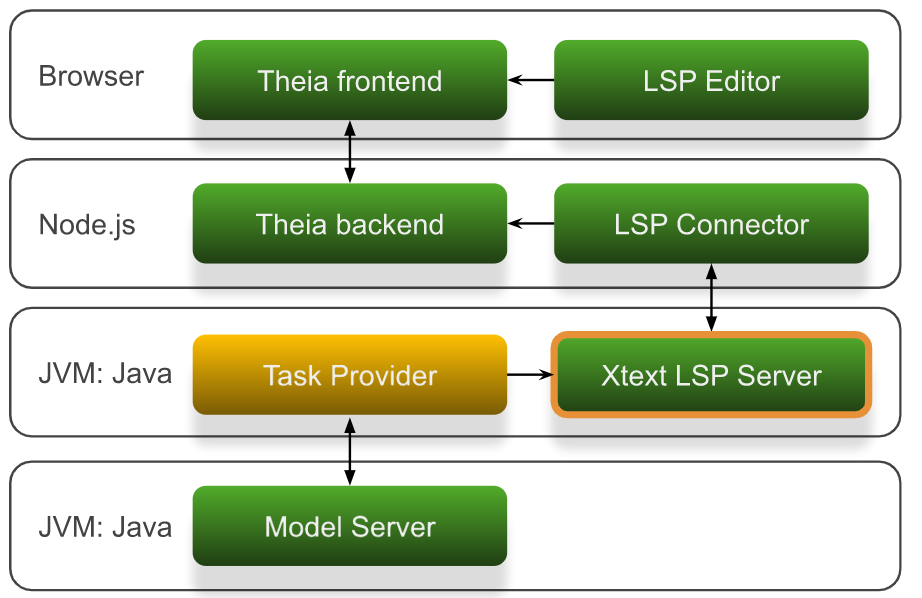 Browser
Theia frontend
LSP Editor
Node.js
Theia backend
LSP Connector
JVM: Java
Task Provider
Xtext LSP Server
JVM: Java
Model Server